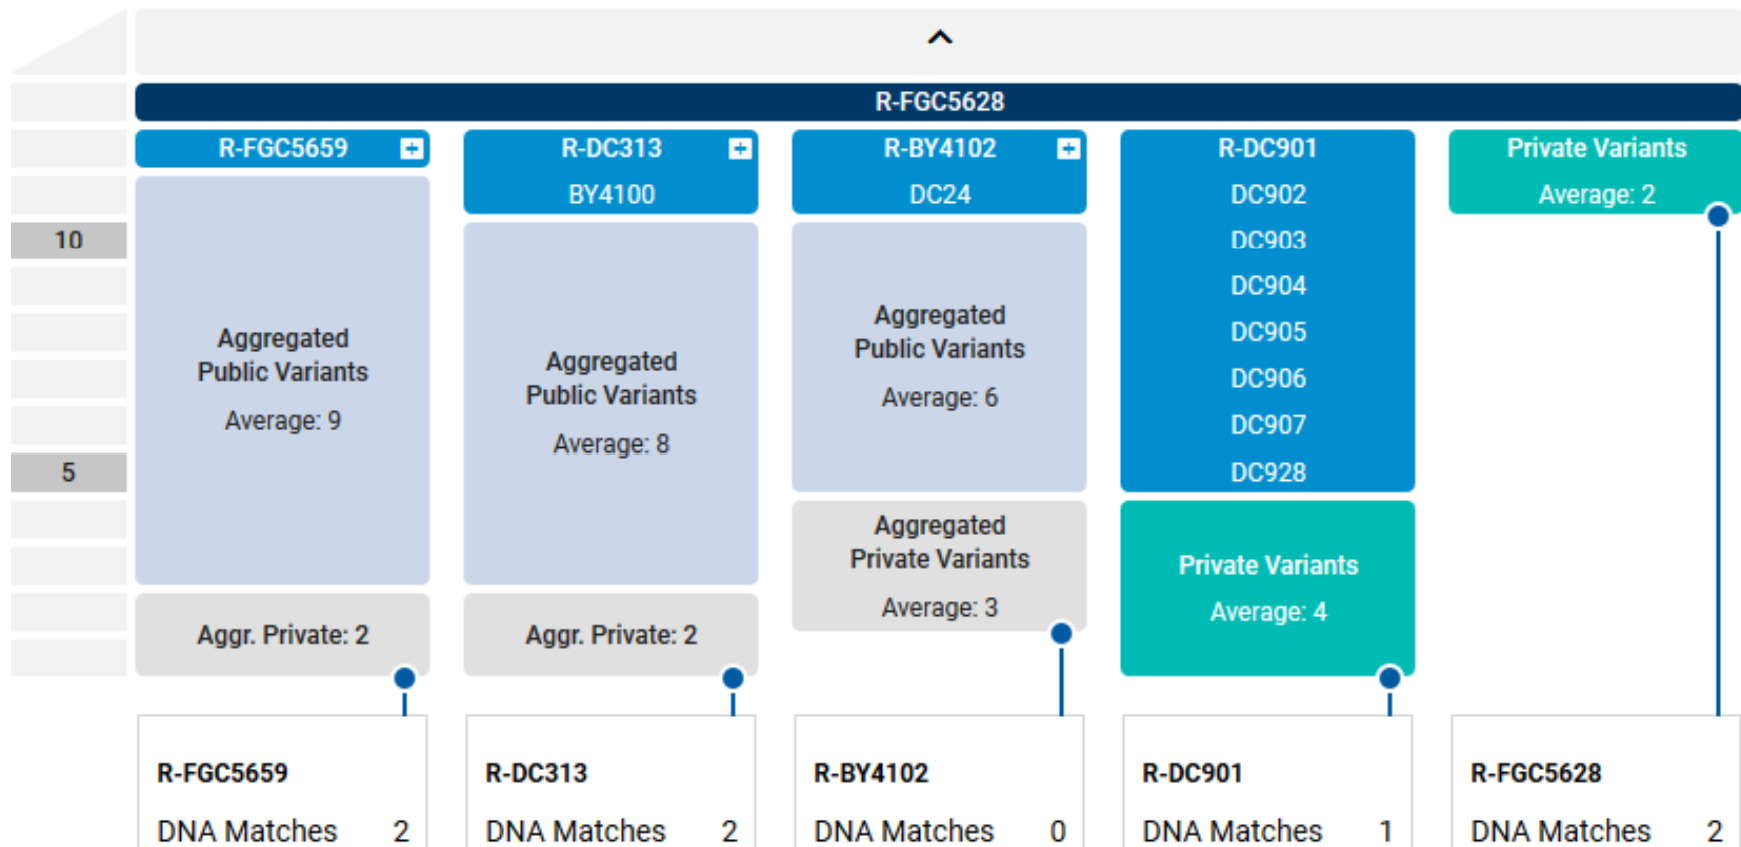 R-FGC5628
R-FGC5659
R-DC313
BY4100
R-BY4102
DC24
R-DC901
DC902
DC903
DC904
DC905
DC906
DC907
DC928
Private Variants
Average: 2
10
5
Aggregated
Public Variants
Average: 9
Aggregated
Public Variants
Average: 8
Aggregated
Public Variants
Average: 6
Aggr. Private: 2
Aggr. Private: 2
Aggregated
Private Variants
Average: 3
Private Variants
Average: 4
R-FGC5659
DNA Matches 2
R-DC313
DNA Matches 2
R-BY4102
DNA Matches 0
R-DC901
DNA Matches 1
R-FGC5628
DNA Matches 2